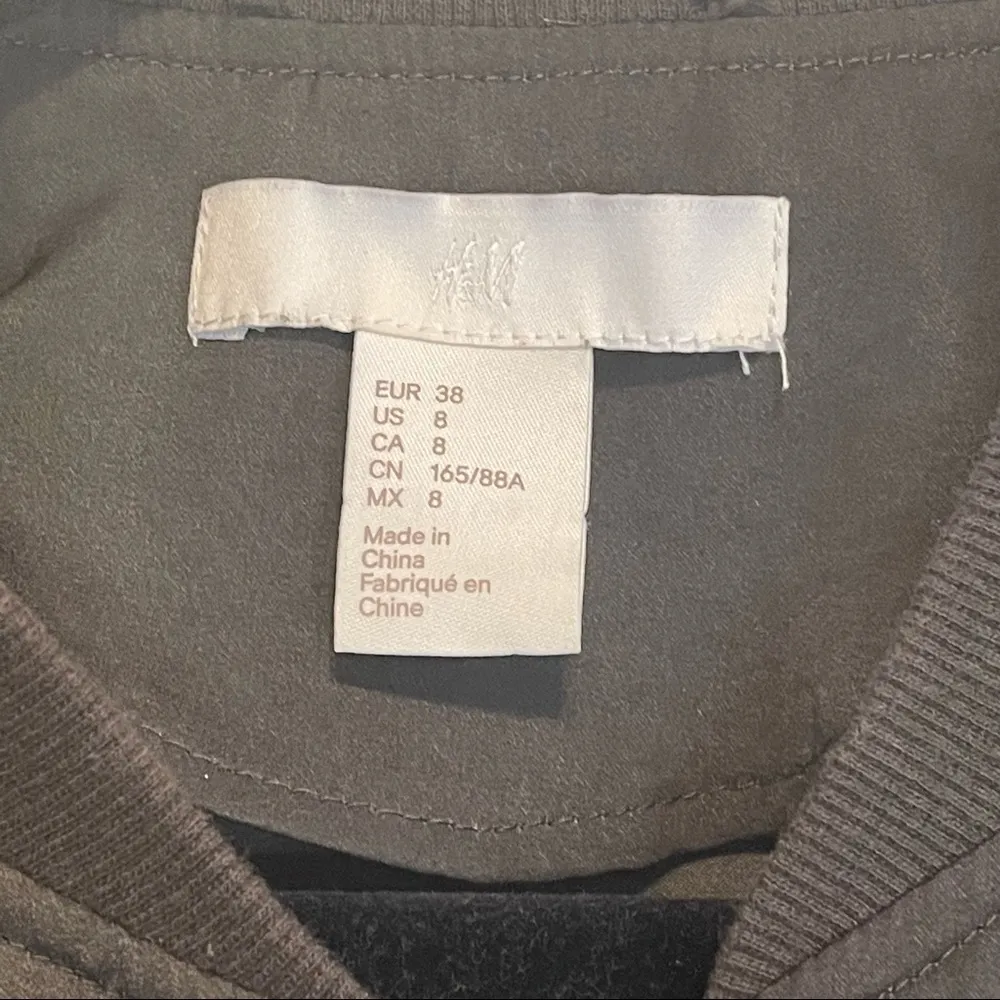 H&M
EUR 38
US 8
CA 8
CN 165/88A
MX 8
Made in
China
Fabriqué en
Chine